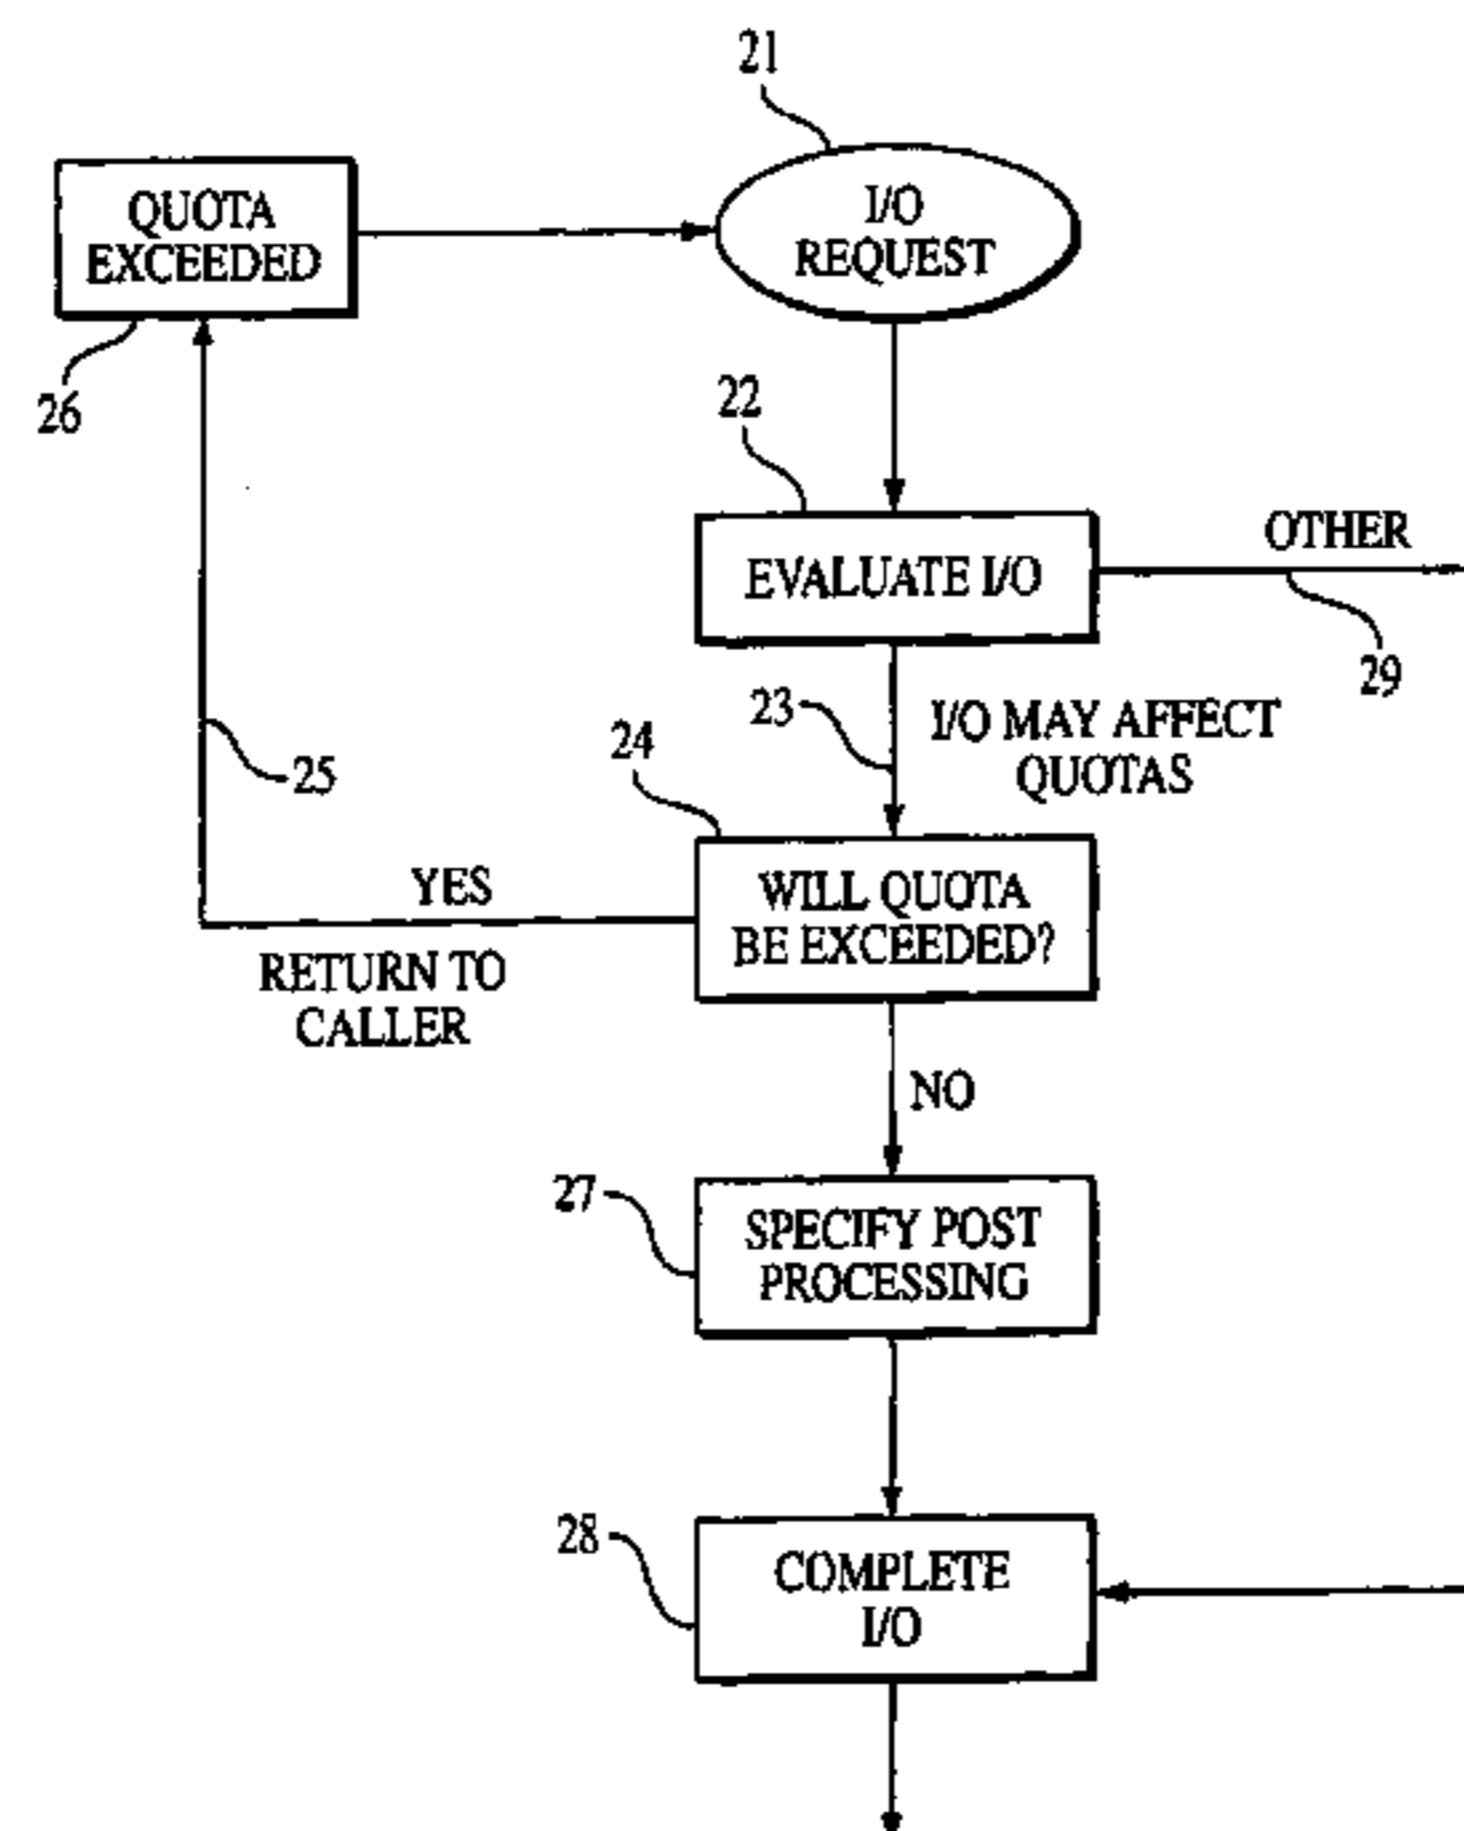 21
QUOTA
EXCEEDED
I/O
REQUEST
26
22
EVALUATE I/O
OTHER
29
23
I/O MAY AFFECT
QUOTAS
24
25
YES
WILL QUOTA
BE EXCEEDED?
RETURN TO
CALLER
NO
27
SPECIFY POST
PROCESSING
28
COMPLETE
I/O